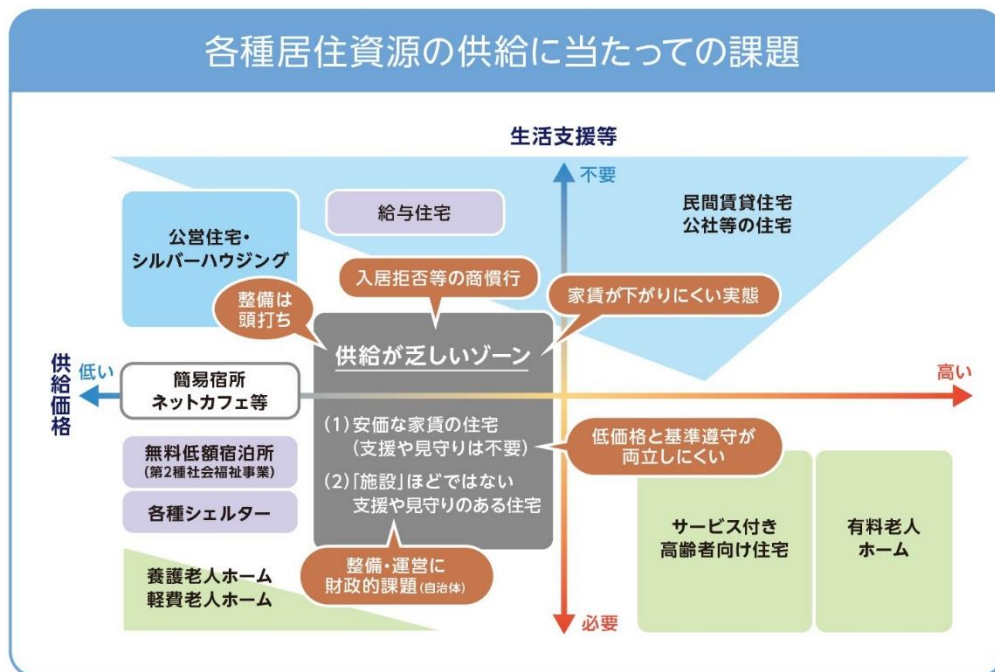 各種居住資源の供給に当たっての課題
生活支援等
不要
公営住宅・
シルバーハウジング
給与住宅
民間賃貸住宅
公社等の住宅
整備は
頭打ち
入居拒否等の商慣行
家賃が下がりにくい実態
供給が乏しいゾーン
供給価格
低い
高い
簡易宿所
ネットカフェ等
(1)安価な家賃の住宅
(支援や見守りは不要)
(2)「施設」ほどではない
支援や見守りのある住宅
低価格と基準遵守が
両立しにくい
無料低額宿泊所
(第2種社会福祉事業)
各種シェルター
サービス付き
高齢者向け住宅
有料老人
ホーム
整備・運営に
財政的課題(自治体)
養護老人ホーム
軽費老人ホーム
必要